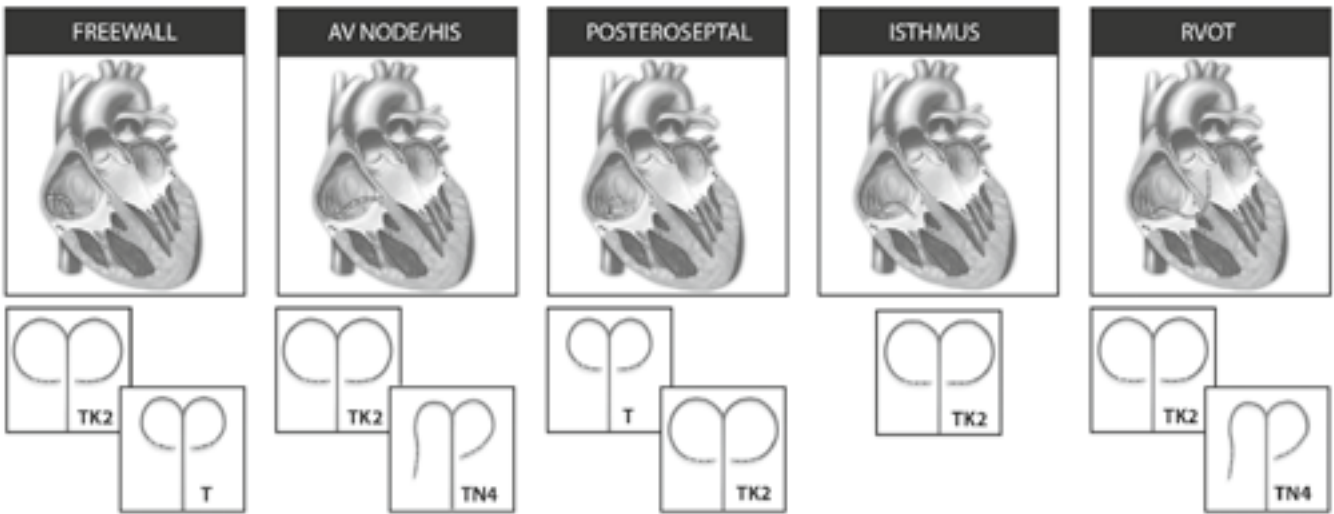 FREEWALL
AV NODE/HIS
POSTEROSEPTAL
ISTHMUS
RVOT
TK2
T
TK2
TN4
T
TK2
TK2
TK2
TN4